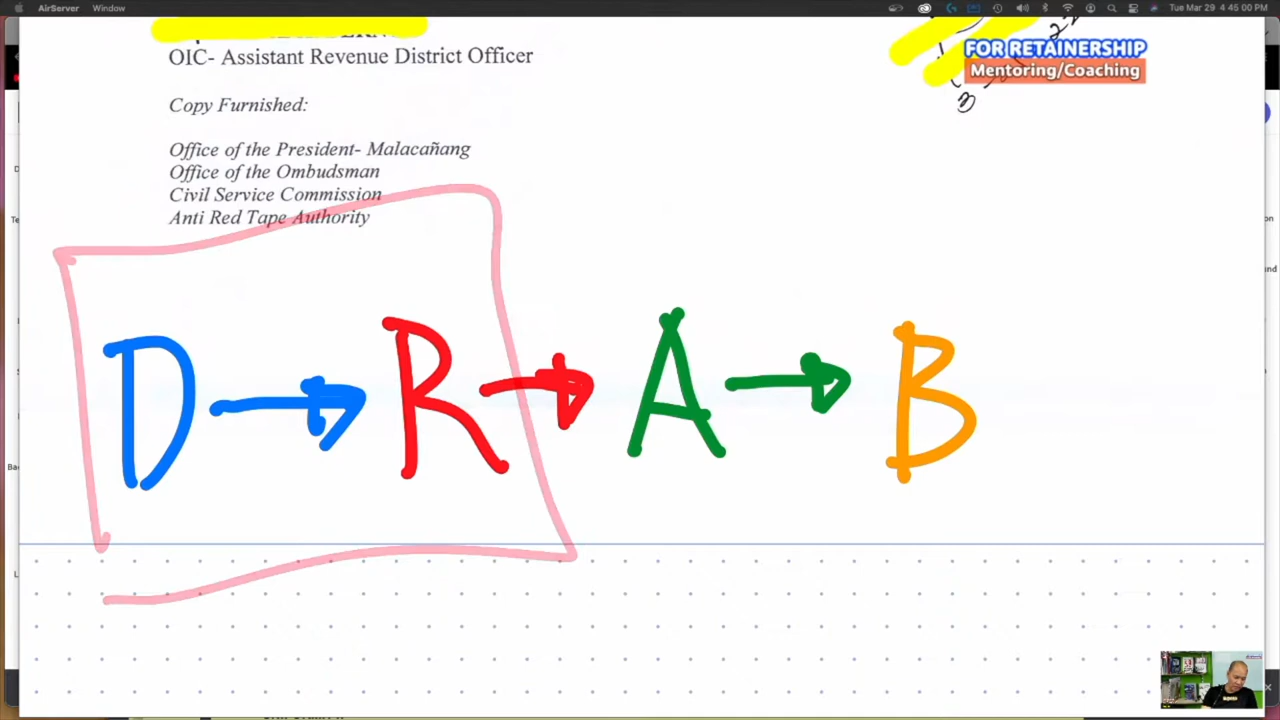 AirServer Window Tue Mar 29 4:45:00 PM
FOR RETAINERSHIP
Mentoring/Coaching
OIC- Assistant Revenue District Officer
3
Copy Furnished:
Office of the President- Malacañang
Office of the Ombudsman
Civil Service Commission
Anti Red Tape Authority
D → R → A → B